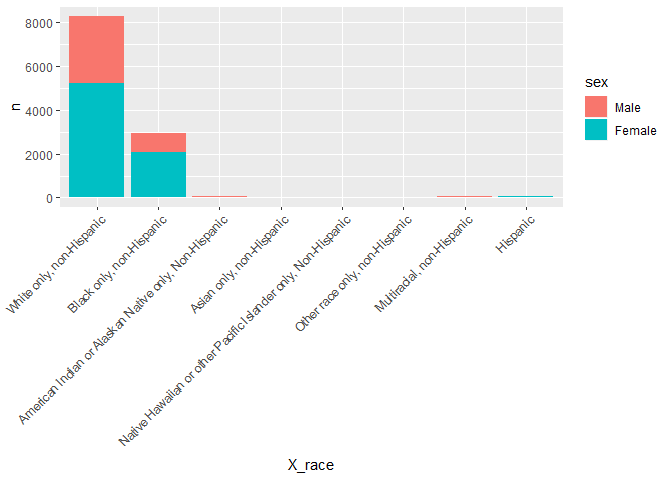 8000
6000
4000
2000
0
n
White only, non-Hispanic
Black only, non-Hispanic
American Indian or Alaskan Native only, Non-Hispanic
Asian only, non-Hispanic
Native Hawaiian or other Pacific Islander only, Non-Hispanic
Other race only, non-Hispanic
Multiracial, non-Hispanic
Hispanic
X_race
sex
Male
Female